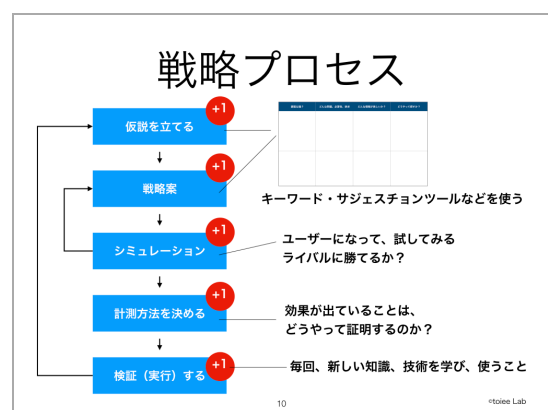 戦略プロセス
仮説を立てる
+1
戦略案
+1
キーワード・サジェスチョンツールなどを使う
シミュレーション
+1
ユーザーになって、試してみる
ライバルに勝てるか？
計測方法を決める
+1
効果が出ていることは、
どうやって証明するのか？
検証（実行）する
+1
毎回、新しい知識、技術を学び、使うこと
10
©toiee Lab